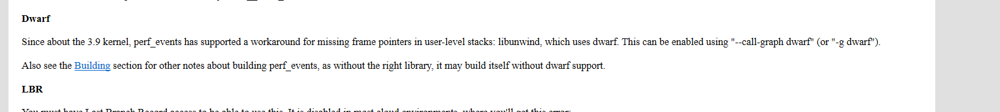 Dwarf
Since about the 3.9 kernel, perf_events has supported a workaround for missing frame pointers in user-level stacks: libunwind, which uses dwarf. This can be enabled using "--call-graph dwarf" (or "-g dwarf").
Also see the Building section for other notes about building perf_events, as without the right library, it may build itself without dwarf support.
LBR
You must have Last Branch Record access to be able to use this. It is disabled in most cloud environments, where you'll get this error: